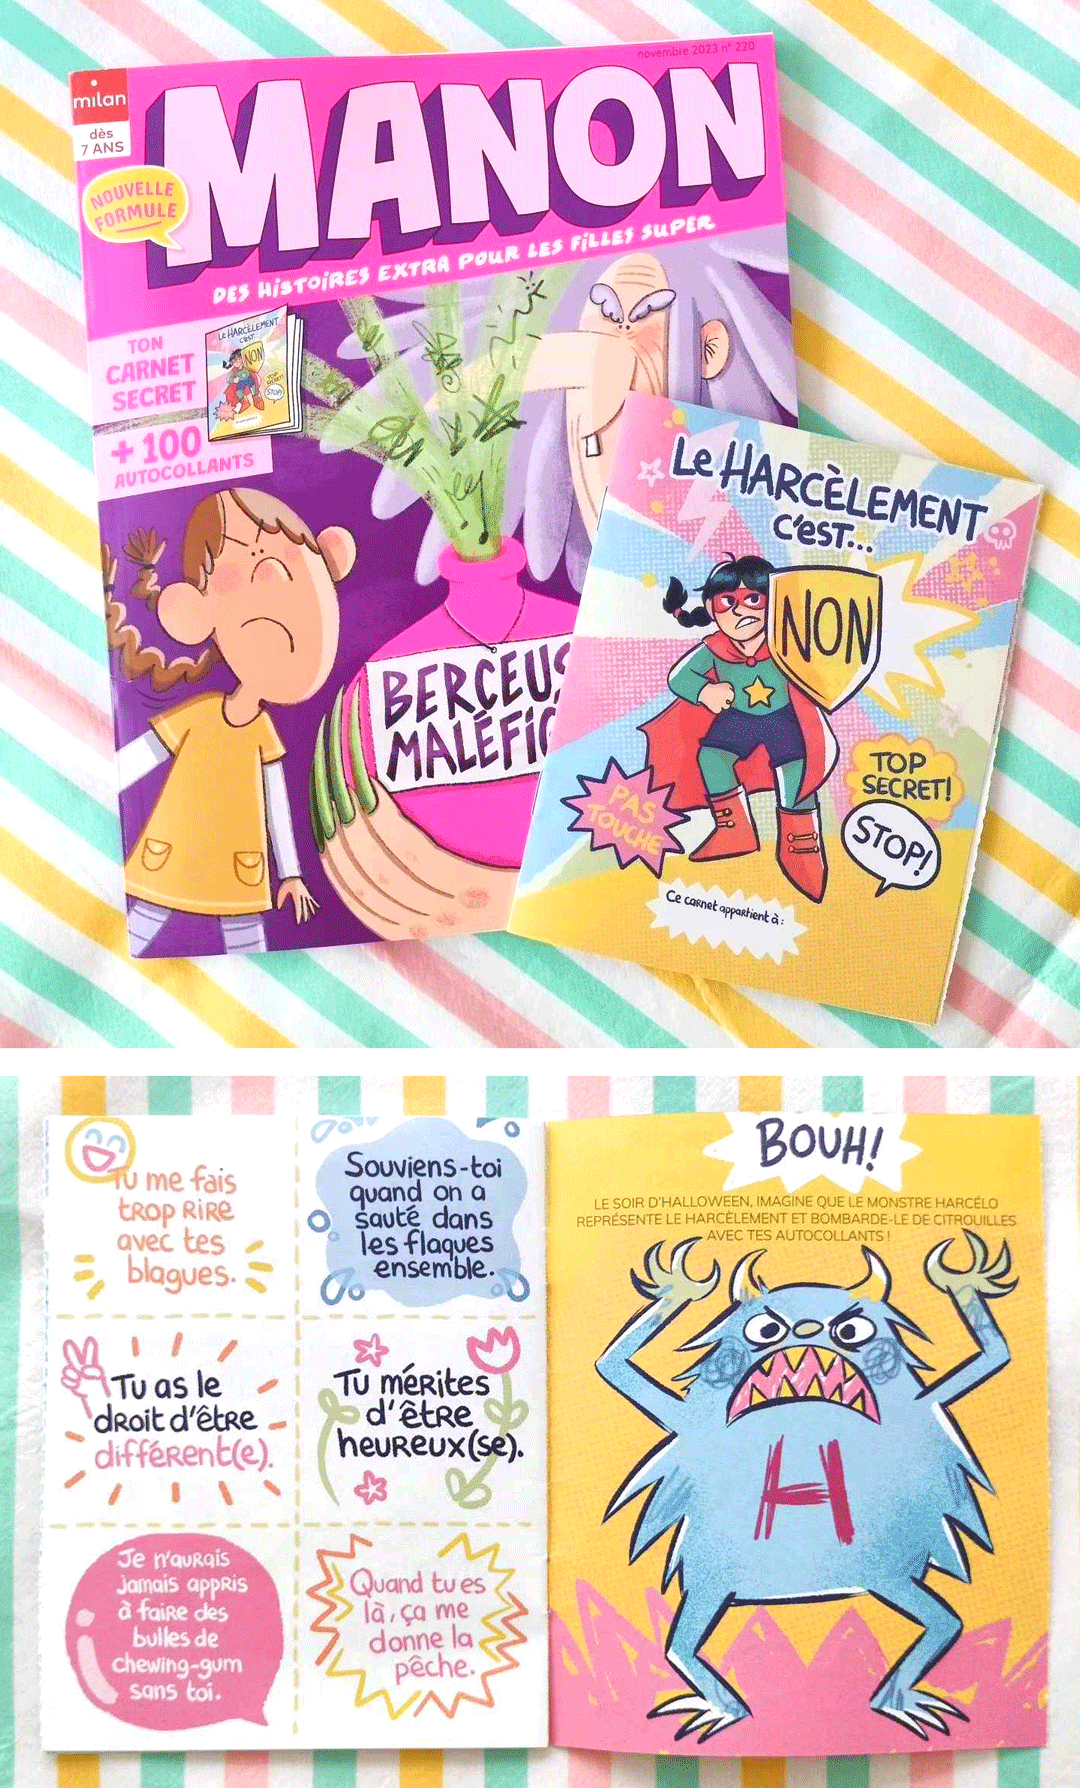 novembre 2023 nº 220
milan
dès
7 ANS
MANON
NOUVELLE
FORMULE
DES HISTOIRES EXTRA POUR LES FILLES SUPER
TON
CARNET
SECRET
Le HARCÈLEMENT
C'EST...
NON
TOP
SECRET!
STOP!
+ 100
AUTOCOLLANTS
BERCEUS
MALÉFIQ
Le HARCÈLEMENT
C'EST...
NON
TOP
SECRET!
PAS
TOUCHE
STOP!
Ce carnet appartient à :
Tu me fais
trop rire
avec tes
blagues.
Souviens-toi
quand on a
sauté dans
les flaques
ensemble.
Tu as le
droit d'être
différent(e).
Tu mérites
d'être
heureux(se).
Je n'aurais
jamais appris
à faire des
bulles de
chewing-gum
sans toi.
Quand tu es
là, ça me
donne la
pêche.
BOUH!
LE SOIR D'HALLOWEEN, IMAGINE QUE LE MONSTRE HARCÉLO
REPRÉSENTE LE HARCÈLEMENT ET BOMBARDE-LE DE CITROUILLES
AVEC TES AUTOCOLLANTS !
H